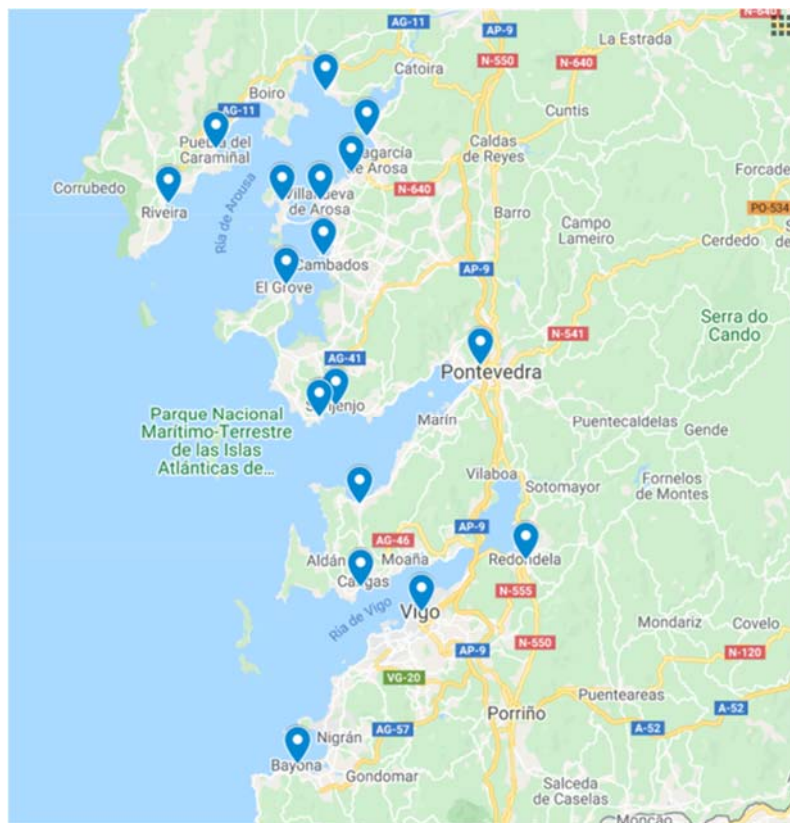 N-640
AG-11
AP-9
La Estrada
N-550
Catoira
N-640
Boiro
AG-11
Cuntis
Puebla del
Caramiñal
Caldas
de Reyes
agarcía
de Arosa
Forcade
Corrubedo
Riveira
Ría de Arousa
Villanueva
de Arosa
N-640
Barro
PO-534
Campo
Lameiro
Cerdedo
Cambados
AP-9
El Grove
Serra do
Cando
N-541
AG-41
Pontevedra
Parque Nacional
Marítimo-Terrestre
de las Islas
Atlánticas de...
Marín
Puentecaldelas
Gende
Vilaboa
Sotomayor
Fornelos
de Montes
AP-9
AG-46
Aldán
Moaña
Redondela
Cangas
N-555
Ría de Vigo
Vigo
Mondariz
Covelo
N-550
AP-9
N-120
VG-20
Puenteareas
Porriño
A-52
A-52
AG-57
Nigrán
Bayona
Gondomar
Salceda
de Caselas
Monção